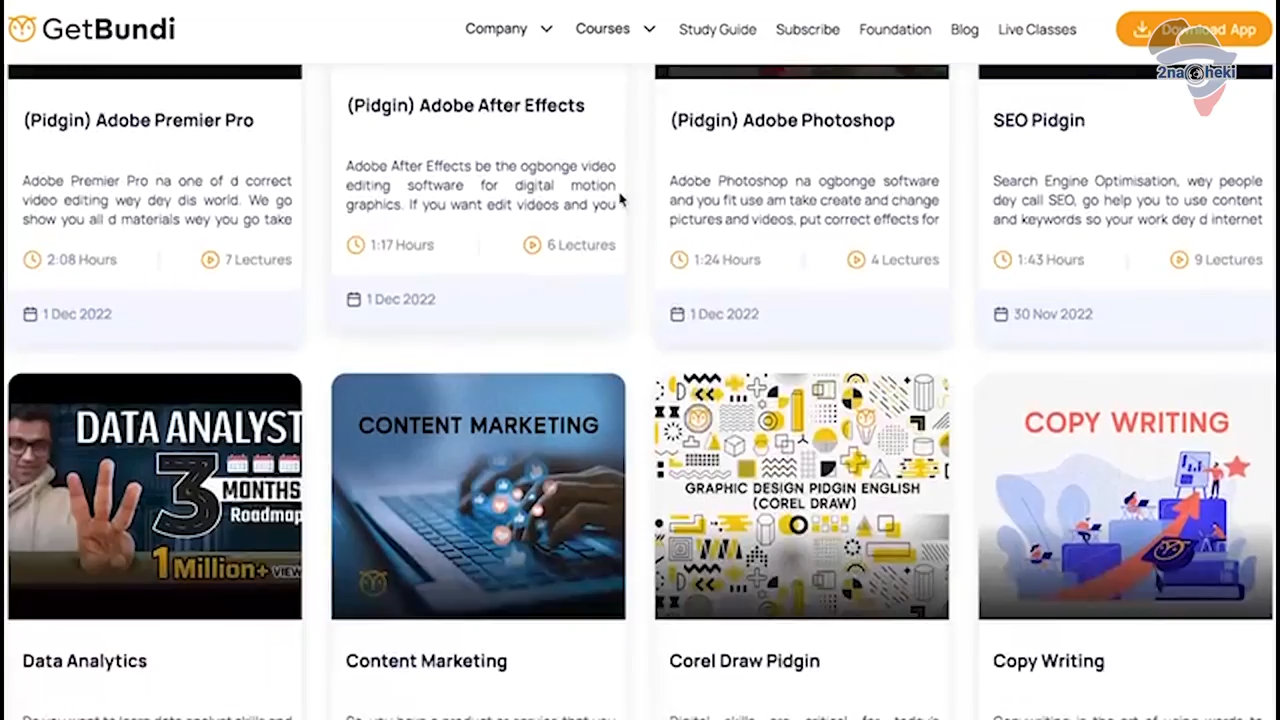 GetBundi
Company
Courses
Study Guide
Subscribe
Foundation
Blog
Live Classes
Download App
2na heki
(Pidgin) Adobe Premier Pro
Adobe Premier Pro na one of d correct
video editing wey dey dis world. We go
show you all d materials wey you go take
2:08 Hours
7 Lectures
1 Dec 2022
(Pidgin) Adobe After Effects
Adobe After Effects be the ogbonge video
editing software for digital motion
graphics. If you want edit videos and you
1:17 Hours
6 Lectures
1 Dec 2022
(Pidgin) Adobe Photoshop
Adobe Photoshop na ogbonge software
and you fit use am take create and change
pictures and videos, put correct effects for
1:24 Hours
4 Lectures
1 Dec 2022
SEO Pidgin
Search Engine Optimisation, wey people
dey call SEO, go help you to use content
and keywords so your work dey d internet
1:43 Hours
9 Lectures
30 Nov 2022
DATA ANALYST
3
MONTHS
Roadmap
1Million+ VIEW
Data Analytics
CONTENT MARKETING
Content Marketing
GRAPHIC DESIGN PIDGIN ENGLISH
(COREL DRAW)
Corel Draw Pidgin
COPY WRITING
Copy Writing